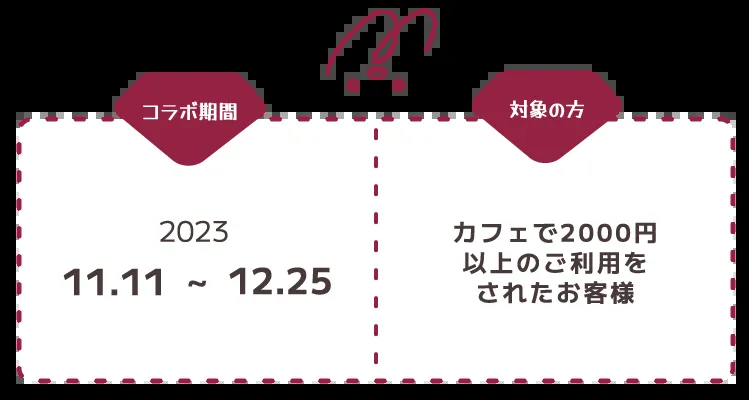 コラボ期間
2023
11.11 ~ 12.25
対象の方
カフェで2000円
以上のご利用を
されたお客様